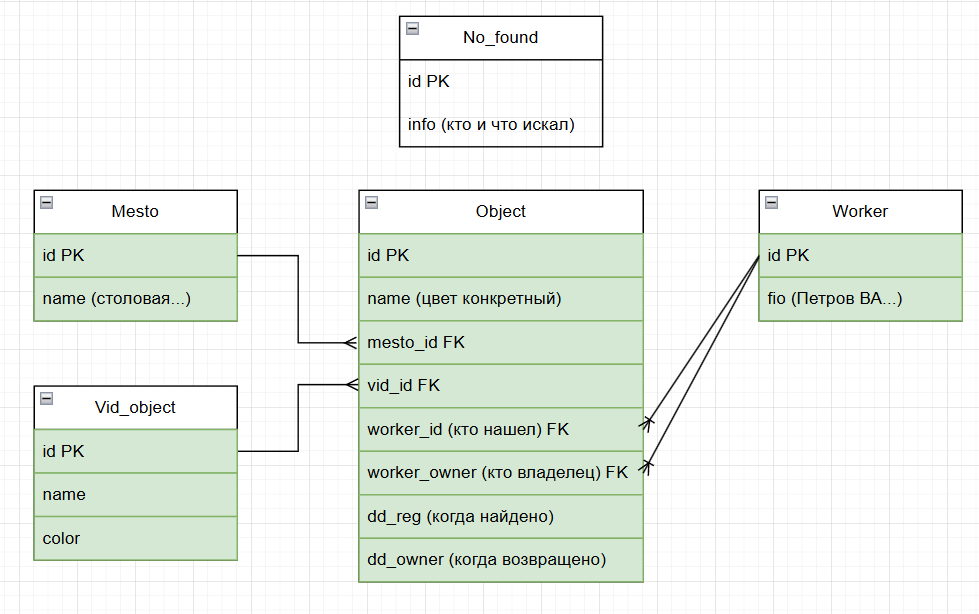 No_found
id PK
info (кто и что искал)
Mesto
id PK
name (столовая...)
Vid_object
id PK
name
color
Object
id PK
name (цвет конкретный)
mesto_id FK
vid_id FK
worker_id (кто нашел) FK
worker_owner (кто владелец) FK
dd_reg (когда найдено)
dd_owner (когда возвращено)
Worker
id PK
fio (Петров ВА...)